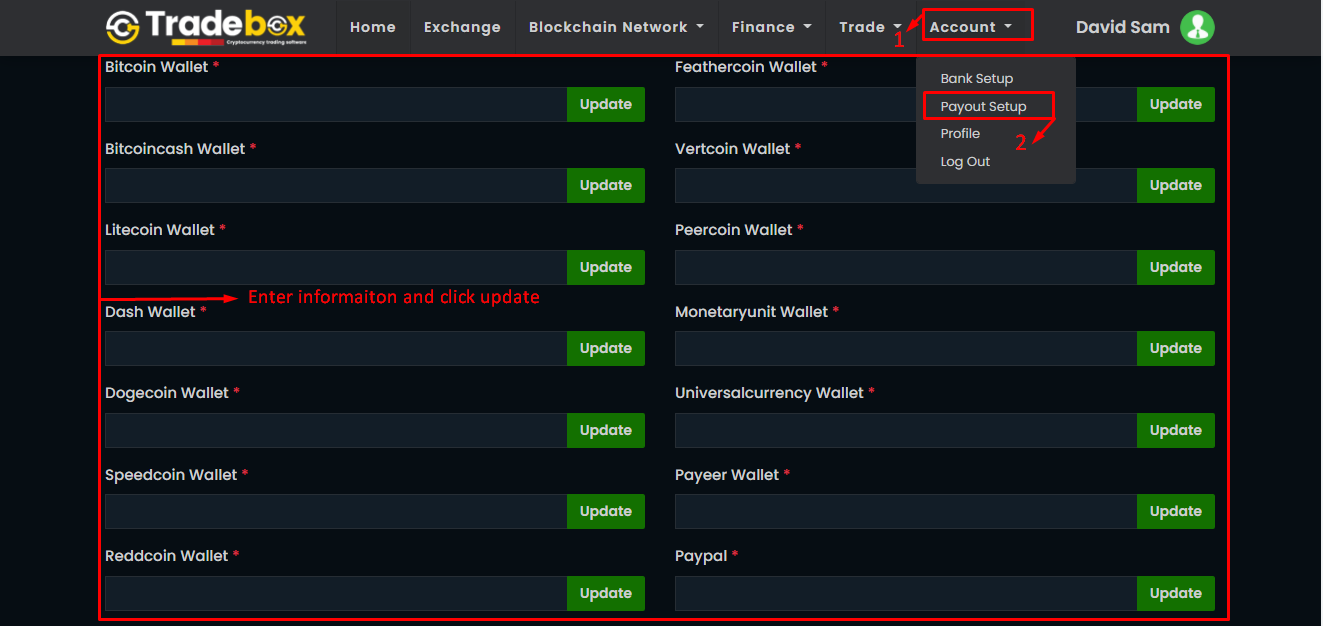 Tradebox
Cryptocurrency trading software
Home
Exchange
Blockchain Network
Finance
Trade
1
Account
David Sam
Bank Setup
Payout Setup
Profile
2
Log Out
Bitcoin Wallet *
Update
Feathercoin Wallet *
Update
Bitcoincash Wallet *
Update
Vertcoin Wallet *
Update
Litecoin Wallet *
Update
Peercoin Wallet *
Update
Enter informaiton and click update
Dash Wallet *
Update
Monetaryunit Wallet *
Update
Dogecoin Wallet *
Update
Universalcurrency Wallet *
Update
Speedcoin Wallet *
Update
Payeer Wallet *
Update
Reddcoin Wallet *
Update
Paypal *
Update